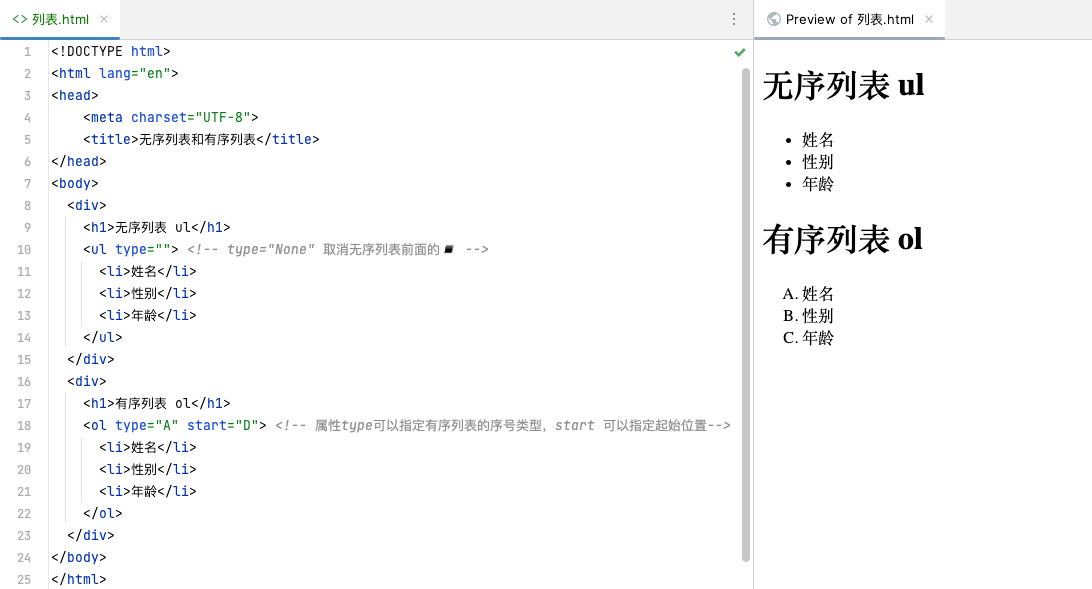 <> 列表.html ×
Preview of 列表.html ×
1 <!DOCTYPE html>
2 <html lang="en">
3 <head>
4 <meta charset="UTF-8">
5 <title>无序列表和有序列表</title>
6 </head>
7 <body>
8 <div>
9 <h1>无序列表 ul</h1>
10 <ul type=""> <!-- type="None" 取消无序列表前面的◾ -->
11 <li>姓名</li>
12 <li>性别</li>
13 <li>年龄</li>
14 </ul>
15 </div>
16 <div>
17 <h1>有序列表 ol</h1>
18 <ol type="A" start="D"> <!-- 属性type可以指定有序列表的序号类型，start 可以指定起始位置-->
19 <li>姓名</li>
20 <li>性别</li>
21 <li>年龄</li>
22 </ol>
23 </div>
24 </body>
25 </html>
无序列表 ul
• 姓名
• 性别
• 年龄
有序列表 ol
A. 姓名
B. 性别
C. 年龄